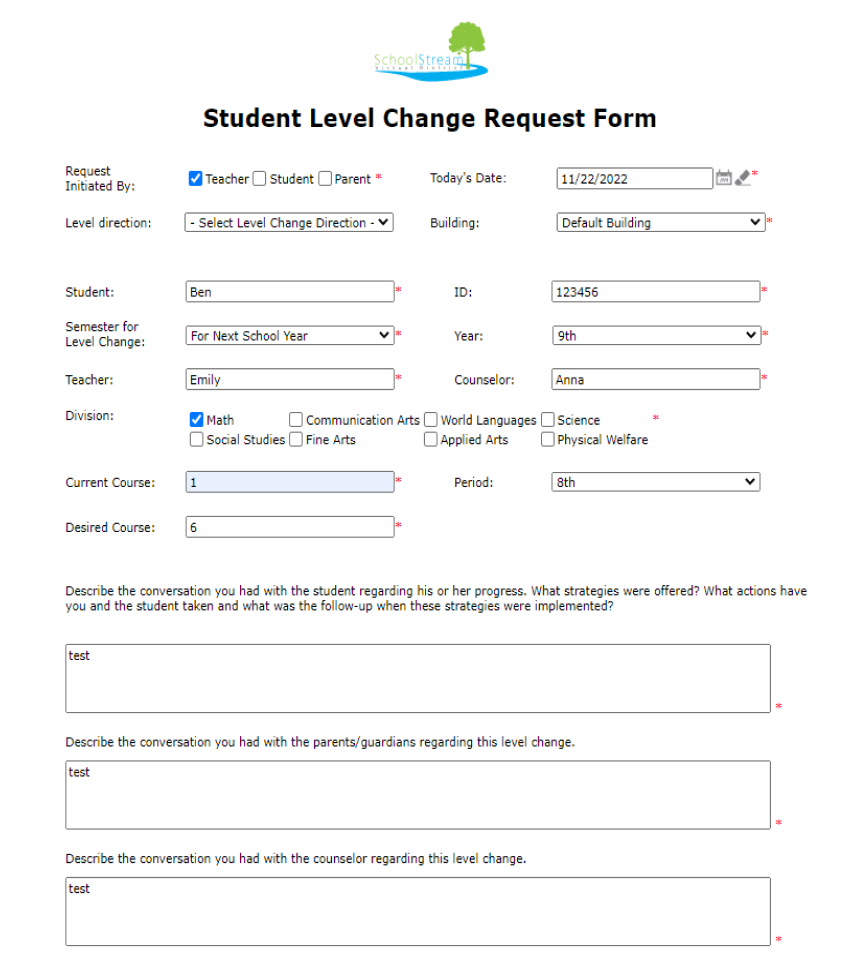 SchoolStream
Virtual District
Student Level Change Request Form
Request
Initiated By:
Teacher Student Parent * Today's Date: 11/22/2022 *
Level direction: - Select Level Change Direction - Building: Default Building *
Student: Ben * ID: 123456 *
Semester for
Level Change: For Next School Year * Year: 9th *
Teacher: Emily * Counselor: Anna *
Division: Math Communication Arts World Languages Science *
Social Studies Fine Arts Applied Arts Physical Welfare
Current Course: 1 * Period: 8th
Desired Course: 6 *
Describe the conversation you had with the student regarding his or her progress. What strategies were offered? What actions have
you and the student taken and what was the follow-up when these strategies were implemented?
test
*
Describe the conversation you had with the parents/guardians regarding this level change.
test
*
Describe the conversation you had with the counselor regarding this level change.
test
*